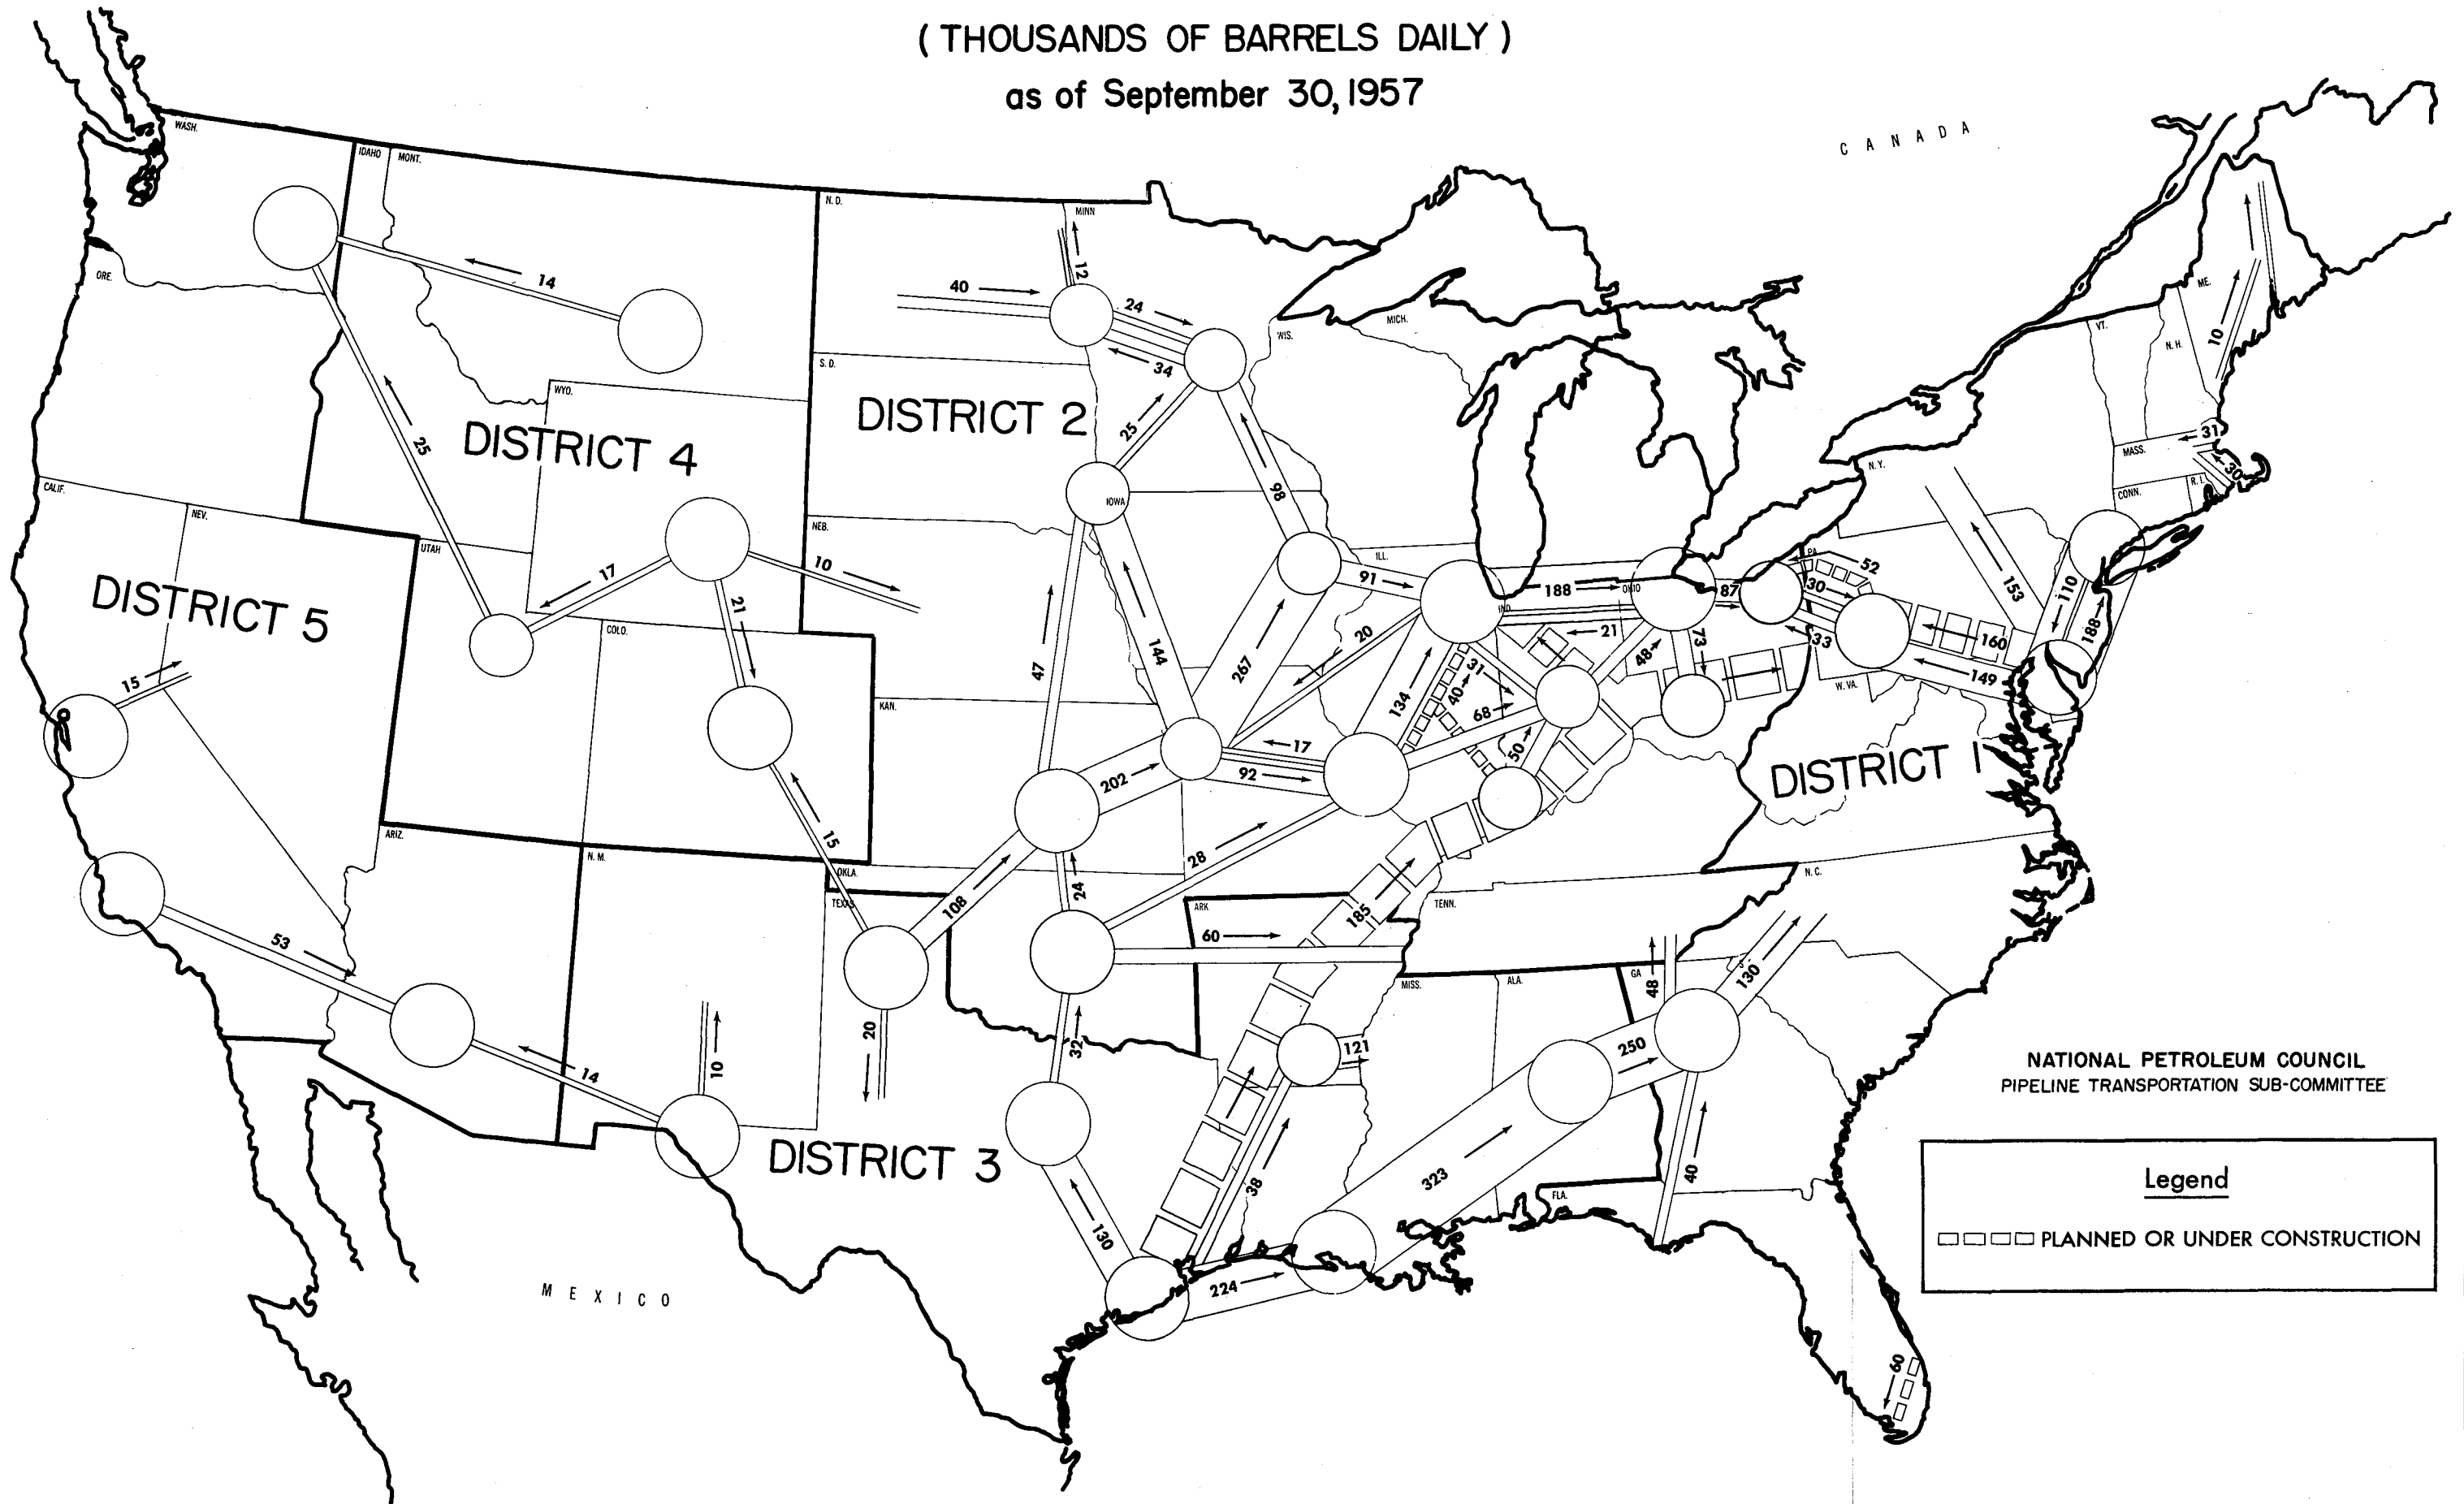 ( THOUSANDS OF BARRELS DAILY )
as of September 30, 1957
CANADA
WASH.
IDAHO
MONT.
N. D.
MINN
ORE.
14
40
12
24
34
WIS.
MICH.
ME.
VT.
N. H.
10
S. D.
WYO.
DISTRICT 2
DISTRICT 4
25
25
98
31
MASS.
30
N. Y.
CONN.
R. I.
CALIF.
NEV.
UTAH
NEB.
IOWA
ILL.
PA
52
17
10
21
91
188
IND.
OHIO
87
30
153
110
DISTRICT 5
COLO.
20
21
33
160
188
47
144
267
31
48
73
149
15
KAN.
134
40
68
W. VA.
17
50
92
202
DISTRICT 1
15
28
ARIZ.
N. M.
OKLA.
TEXAS
108
24
ARK
185
TENN.
N. C.
53
60
MISS.
ALA.
GA
48
S
130
20
32
121
250
14
10
NATIONAL PETROLEUM COUNCIL
PIPELINE TRANSPORTATION SUB-COMMITTEE
DISTRICT 3
38
323
40
FLA.
Legend
PLANNED OR UNDER CONSTRUCTION
130
224
MEXICO
60